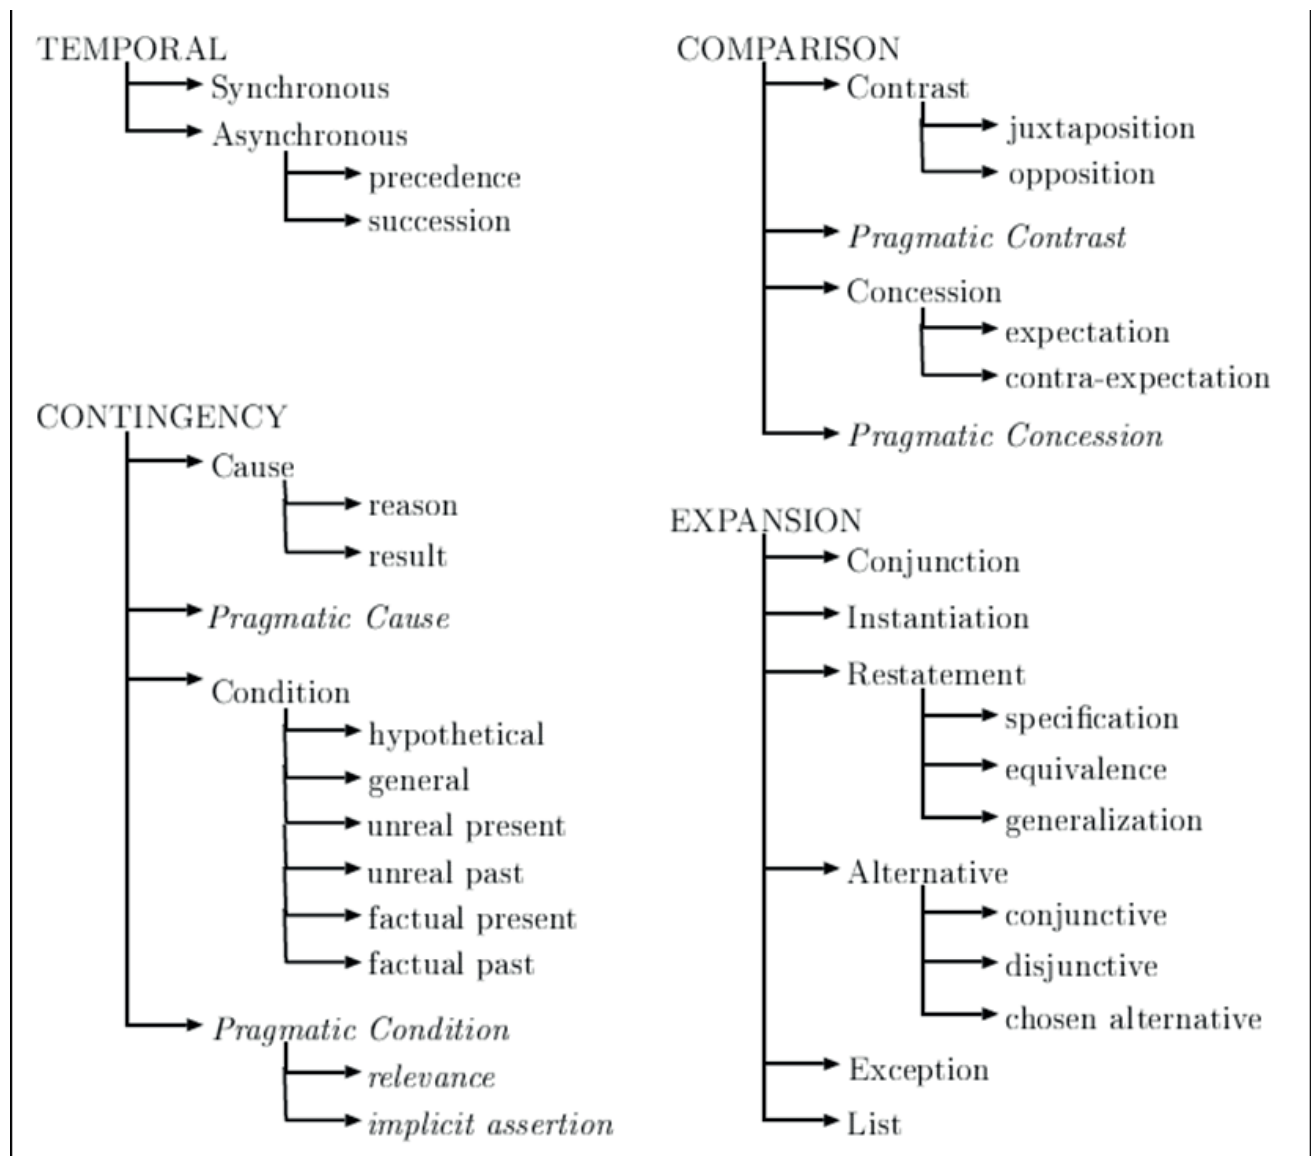 TEMPORAL
Synchronous
Asynchronous
precedence
succession
CONTINGENCY
Cause
reason
result
Pragmatic Cause
Condition
hypothetical
general
unreal present
unreal past
factual present
factual past
Pragmatic Condition
relevance
implicit assertion
COMPARISON
Contrast
juxtaposition
opposition
Pragmatic Contrast
Concession
expectation
contra-expectation
Pragmatic Concession
EXPANSION
Conjunction
Instantiation
Restatement
specification
equivalence
generalization
Alternative
conjunctive
disjunctive
chosen alternative
Exception
List